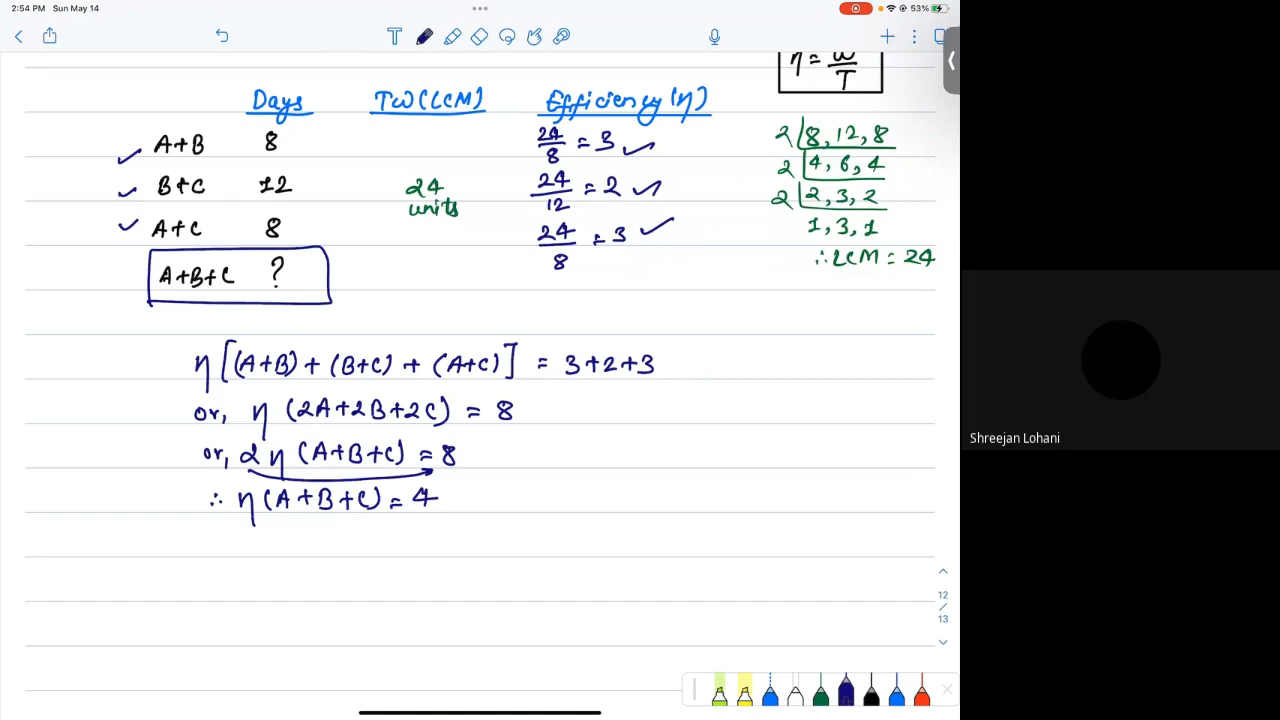 2:54 PM Sun May 14
53%
η = w/T
Days TW(LCM) Efficiency(η)
A+B 8 24/8 = 3
B+C 12 24 units 24/12 = 2
A+C 8 24/8 = 3
A+B+C ?
2 | 8, 12, 8
2 | 4, 6, 4
2 | 2, 3, 2
1, 3, 1
∴ LCM = 24
η [(A+B) + (B+C) + (A+C)] = 3+2+3
or, η (2A+2B+2C) = 8
or, 2 η (A+B+C) = 8
∴ η (A+B+C) = 4
12
/
13
Shreejan Lohani